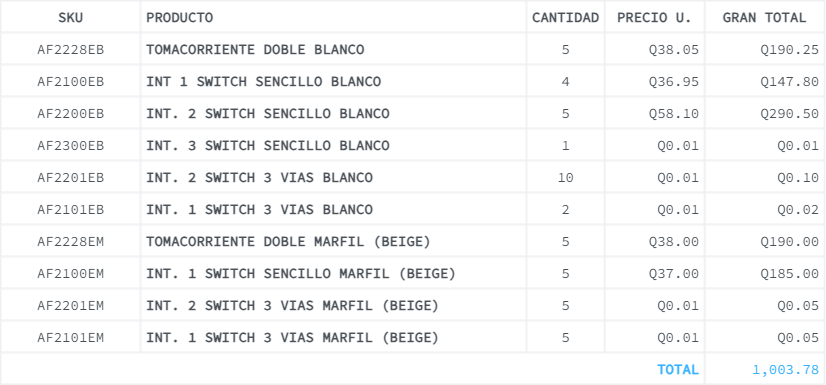 SKU PRODUCTO CANTIDAD PRECIO U. GRAN TOTAL
AF2228EB TOMACORRIENTE DOBLE BLANCO 5 Q38.05 Q190.25
AF2100EB INT 1 SWITCH SENCILLO BLANCO 4 Q36.95 Q147.80
AF2200EB INT. 2 SWITCH SENCILLO BLANCO 5 Q58.10 Q290.50
AF2300EB INT. 3 SWITCH SENCILLO BLANCO 1 Q0.01 Q0.01
AF2201EB INT. 2 SWITCH 3 VIAS BLANCO 10 Q0.01 Q0.10
AF2101EB INT. 1 SWITCH 3 VIAS BLANCO 2 Q0.01 Q0.02
AF2228EM TOMACORRIENTE DOBLE MARFIL (BEIGE) 5 Q38.00 Q190.00
AF2100EM INT. 1 SWITCH SENCILLO MARFIL (BEIGE) 5 Q37.00 Q185.00
AF2201EM INT. 2 SWITCH 3 VIAS MARFIL (BEIGE) 5 Q0.01 Q0.05
AF2101EM INT. 1 SWITCH 3 VIAS MARFIL (BEIGE) 5 Q0.01 Q0.05
TOTAL 1,003.78